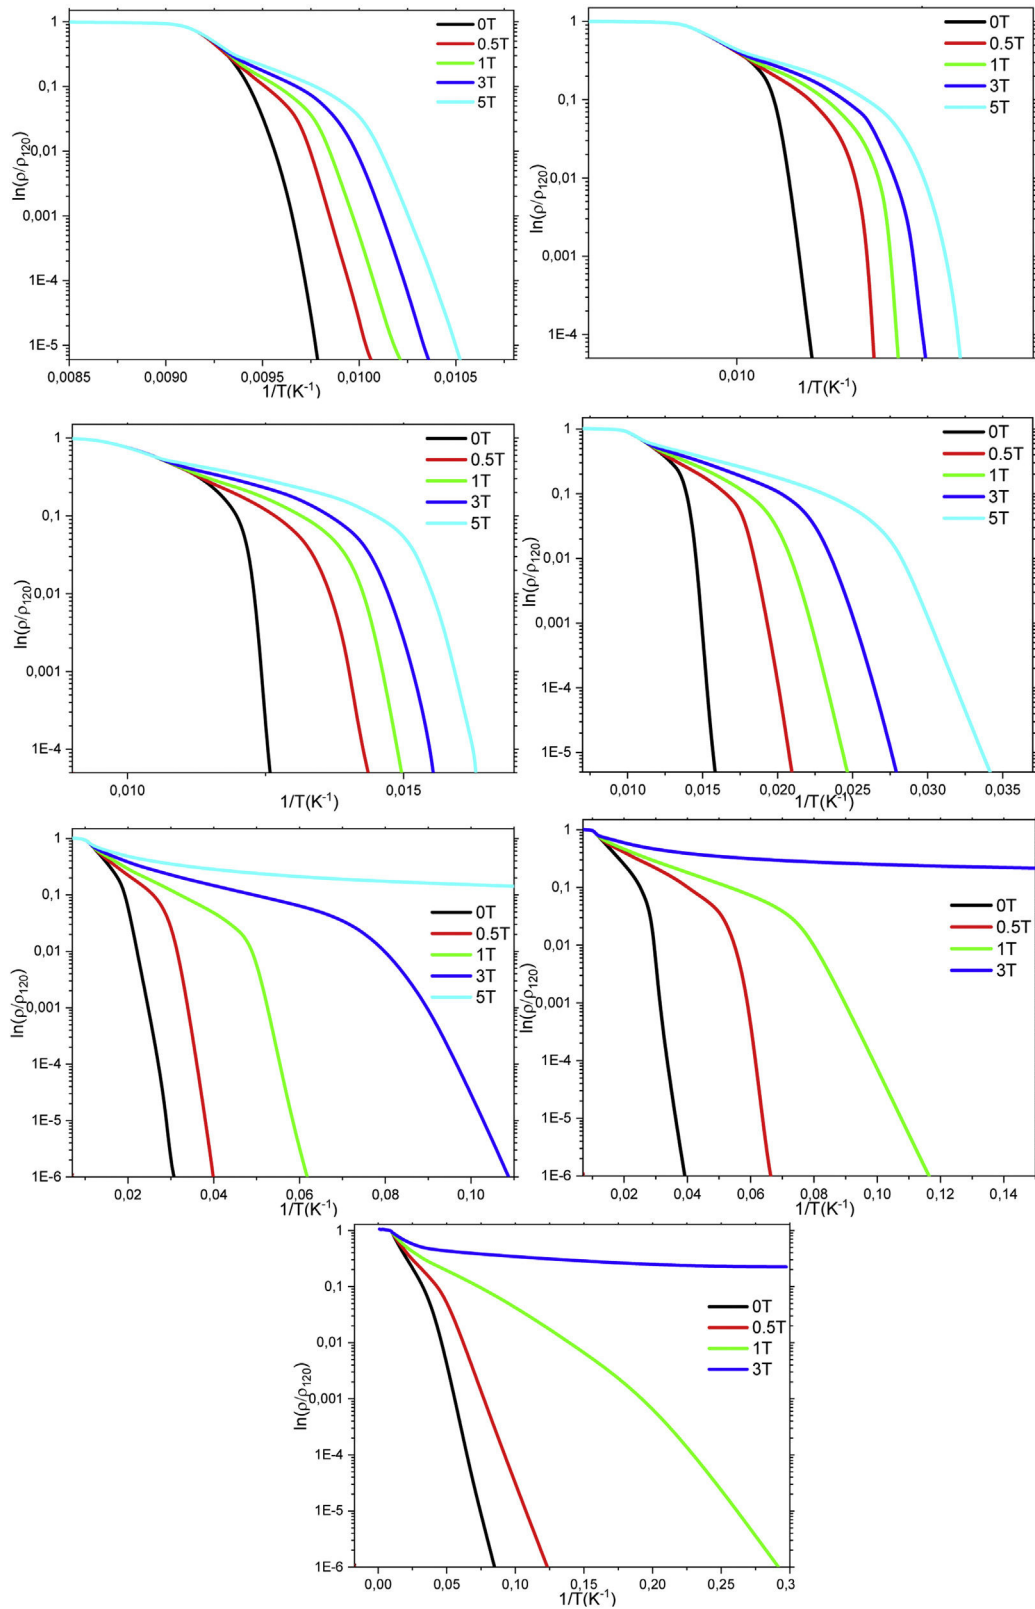 1
0,1
0,01
0,001
1E-4
1E-5
ln(ρ/ρ120)
0T
0.5T
1T
3T
5T
0,0085 0,0090 0,0095 0,0100 0,0105
1/T(K-1)
1
0,1
0,01
0,001
1E-4
ln(ρ/ρ120)
0T
0.5T
1T
3T
5T
0,010
1/T(K-1)
1
0,1
0,01
0,001
1E-4
ln(ρ/ρ120)
0T
0.5T
1T
3T
5T
0,010 0,015
1/T(K-1)
1
0,1
0,01
0,001
1E-4
1E-5
ln(ρ/ρ120)
0T
0.5T
1T
3T
5T
0,010 0,015 0,020 0,025 0,030 0,035
1/T(K-1)
1
0,1
0,01
0,001
1E-4
1E-5
1E-6
ln(ρ/ρ120)
0T
0.5T
1T
3T
5T
0,02 0,04 0,06 0,08 0,10
1/T(K-1)
1
0,1
0,01
0,001
1E-4
1E-5
1E-6
ln(ρ/ρ120)
0T
0.5T
1T
3T
0,02 0,04 0,06 0,08 0,10 0,12 0,14
1/T(K-1)
1
0,1
0,01
0,001
1E-4
1E-5
1E-6
ln(ρ/ρ120)
0T
0.5T
1T
3T
0,00 0,05 0,10 0,15 0,20 0,25 0,3
1/T(K-1)